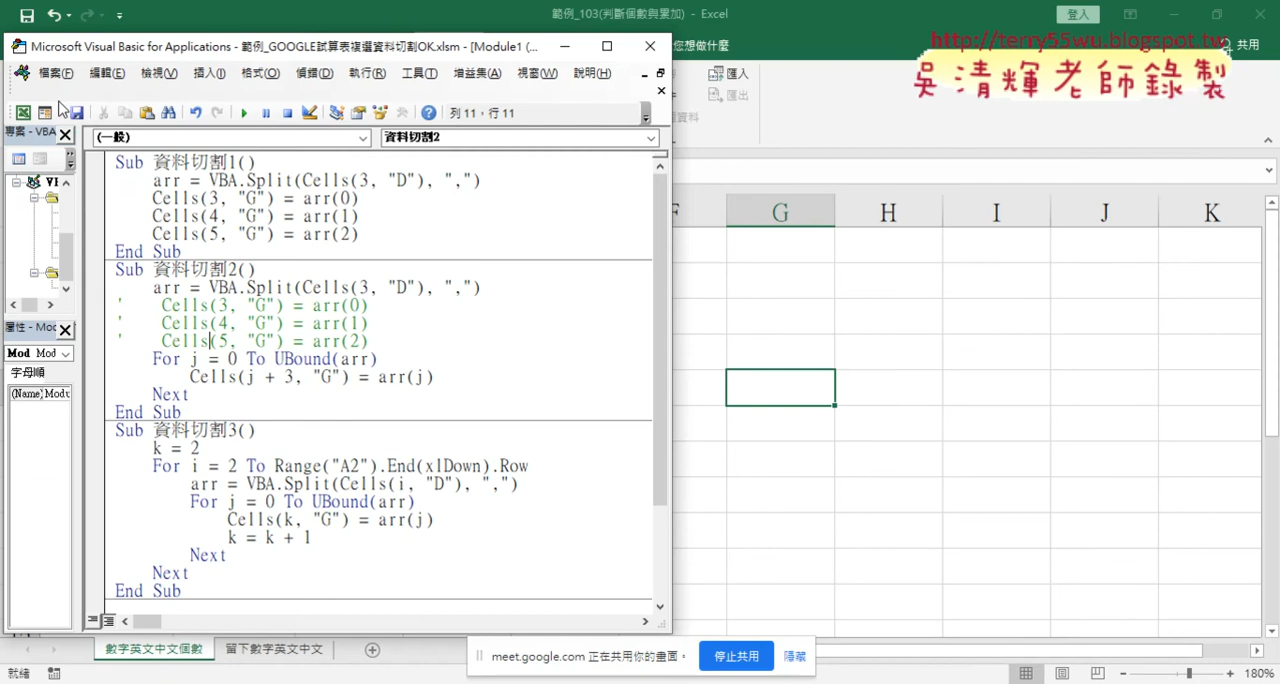 範例_103(判斷個數與累加) - Excel
登入
http://terry55wu.blogspot.tw
吳清輝老師錄製
Microsoft Visual Basic for Applications - 範例_GOOGLE試算表複選資料切割OK.xlsm - [Module1 (...
您想做什麼
共用
檔案(F) 編輯(E) 檢視(V) 插入(I) 格式(O) 偵錯(D) 執行(R) 工具(T) 增益集(A) 視窗(W) 說明(H)
匯入
匯出
資料
列 11，行 11
專案 - VBA
(一般)
資料切割2
Sub 資料切割1()
arr = VBA.Split(Cells(3, "D"), ",")
Cells(3, "G") = arr(0)
Cells(4, "G") = arr(1)
Cells(5, "G") = arr(2)
End Sub
Sub 資料切割2()
arr = VBA.Split(Cells(3, "D"), ",")
' Cells(3, "G") = arr(0)
' Cells(4, "G") = arr(1)
' Cells(5, "G") = arr(2)
For j = 0 To UBound(arr)
Cells(j + 3, "G") = arr(j)
Next
End Sub
Sub 資料切割3()
k = 2
For i = 2 To Range("A2").End(xlDown).Row
arr = VBA.Split(Cells(i, "D"), ",")
For j = 0 To UBound(arr)
Cells(k, "G") = arr(j)
k = k + 1
Next
Next
End Sub
屬性 - Mod
Mod Mod
字母順
(Name) Modu
F G H I J K
數字英文中文個數
留下數字英文中文
meet.google.com 正在共用你的畫面。
停止共用
隱藏
就緒
180%